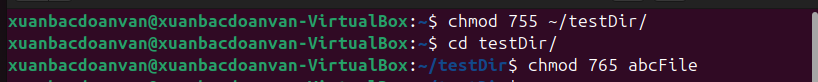 xuanbacdoanvan@xuanbacdoanvan-VirtualBox:~$ chmod 755 ~/testDir/
xuanbacdoanvan@xuanbacdoanvan-VirtualBox:~$ cd testDir/
xuanbacdoanvan@xuanbacdoanvan-VirtualBox:~/testDir$ chmod 765 abcFile